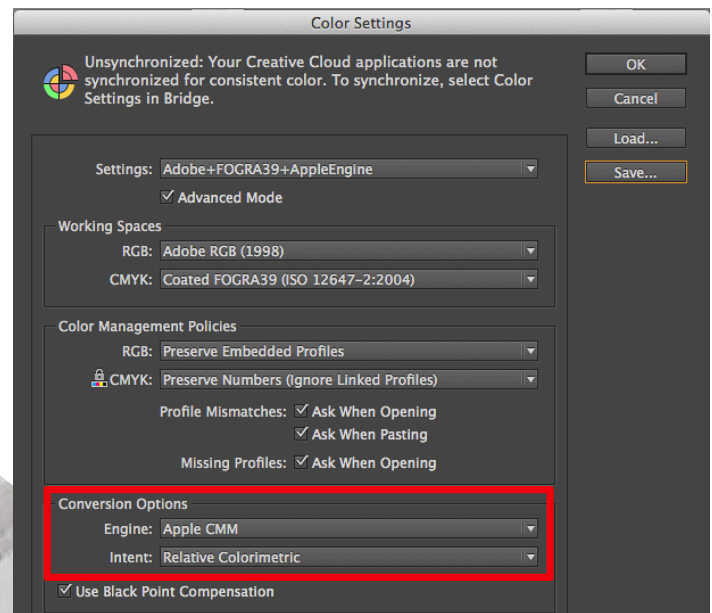 Color Settings
Unsynchronized: Your Creative Cloud applications are not
synchronized for consistent color. To synchronize, select Color
Settings in Bridge.
OK
Cancel
Load...
Save...
Settings: Adobe+FOGRA39+AppleEngine
Advanced Mode
Working Spaces
RGB: Adobe RGB (1998)
CMYK: Coated FOGRA39 (ISO 12647-2:2004)
Color Management Policies
RGB: Preserve Embedded Profiles
CMYK: Preserve Numbers (Ignore Linked Profiles)
Profile Mismatches: Ask When Opening
Ask When Pasting
Missing Profiles: Ask When Opening
Conversion Options
Engine: Apple CMM
Intent: Relative Colorimetric
Use Black Point Compensation